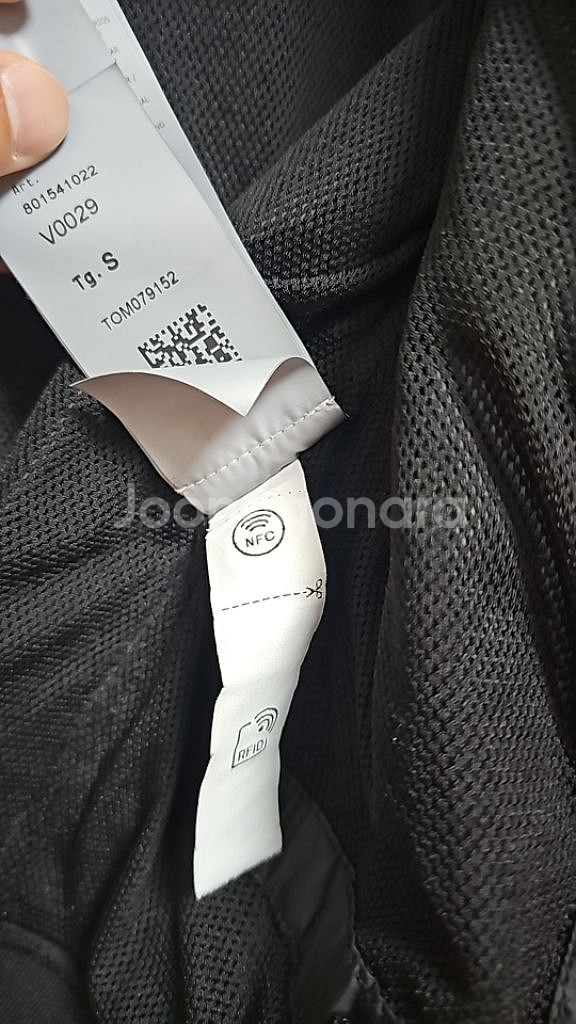 Art.
801541022
V0029
Tg. S
TOM079152
NFC
RFID